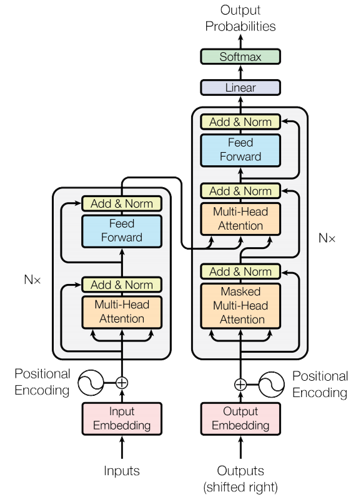 Output
Probabilities
Softmax
Linear
Add & Norm
Feed
Forward
Add & Norm
Multi-Head
Attention
Add & Norm
Masked
Multi-Head
Attention
N×
Positional
Encoding
Output
Embedding
Outputs
(shifted right)
Add & Norm
Feed
Forward
Add & Norm
Multi-Head
Attention
N×
Positional
Encoding
Input
Embedding
Inputs